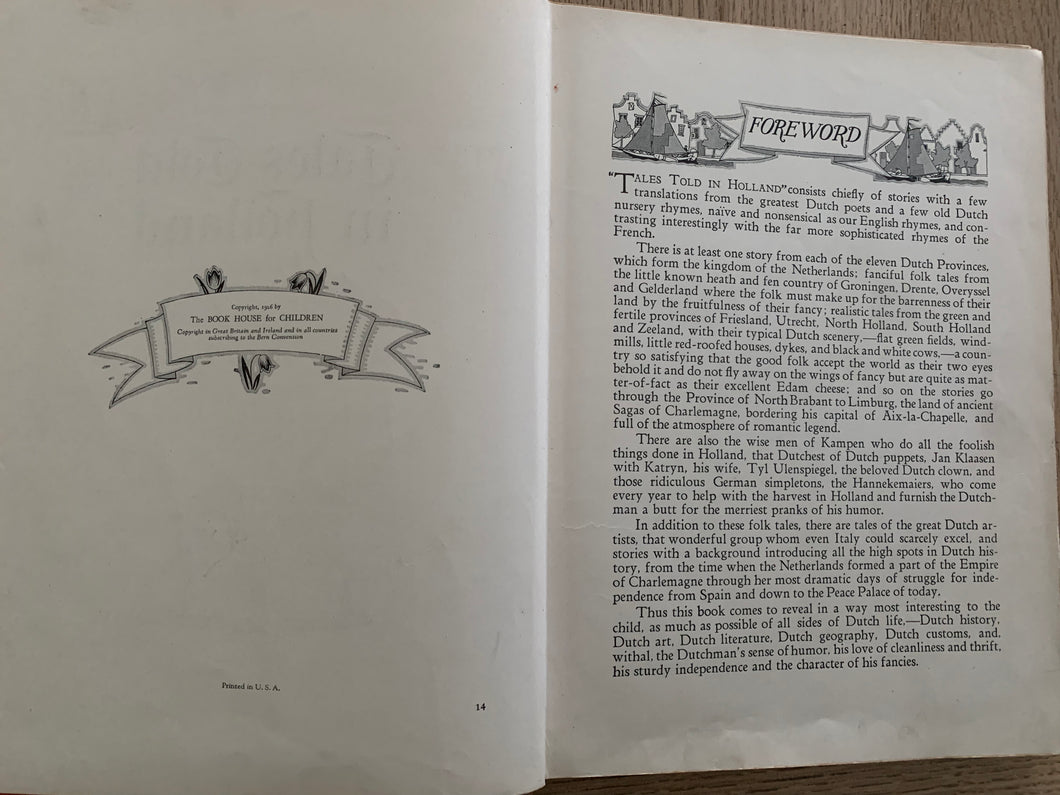 Copyright, 1926 by
The BOOK HOUSE for CHILDREN
Copyright in Great Britain and Ireland and in all countries
subscribing to the Bern Convention
Printed in U. S. A.
14
FOREWORD
"TALES TOLD IN HOLLAND" consists chiefly of stories with a few
translations from the greatest Dutch poets and a few old Dutch
nursery rhymes, naïve and nonsensical as our English rhymes, and con-
trasting interestingly with the far more sophisticated rhymes of the
French.
There is at least one story from each of the eleven Dutch Provinces,
which form the kingdom of the Netherlands; fanciful folk tales from
the little known heath and fen country of Groningen, Drente, Overyssel
and Gelderland where the folk must make up for the barrenness of their
land by the fruitfulness of their fancy; realistic tales from the green and
fertile provinces of Friesland, Utrecht, North Holland, South Holland
and Zeeland, with their typical Dutch scenery,—flat green fields, wind-
mills, little red-roofed houses, dykes, and black and white cows,—a coun-
try so satisfying that the good folk accept the world as their two eyes
behold it and do not fly away on the wings of fancy but are quite as mat-
ter-of-fact as their excellent Edam cheese; and so on the stories go
through the Province of North Brabant to Limburg, the land of ancient
Sagas of Charlemagne, bordering his capital of Aix-la-Chapelle, and
full of the atmosphere of romantic legend.
There are also the wise men of Kampen who do all the foolish
things done in Holland, that Dutchest of Dutch puppets, Jan Klaasen
with Katryn, his wife, Tyl Ulenspiegel, the beloved Dutch clown, and
those ridiculous German simpletons, the Hannekemaiers, who come
every year to help with the harvest in Holland and furnish the Dutch-
man a butt for the merriest pranks of his humor.
In addition to these folk tales, there are tales of the great Dutch ar-
tists, that wonderful group whom even Italy could scarcely excel, and
stories with a background introducing all the high spots in Dutch his-
tory, from the time when the Netherlands formed a part of the Empire
of Charlemagne through her most dramatic days of struggle for inde-
pendence from Spain and down to the Peace Palace of today.
Thus this book comes to reveal in a way most interesting to the
child, as much as possible of all sides of Dutch life,—Dutch history,
Dutch art, Dutch literature, Dutch geography, Dutch customs, and,
withal, the Dutchman's sense of humor, his love of cleanliness and thrift,
his sturdy independence and the character of his fancies.